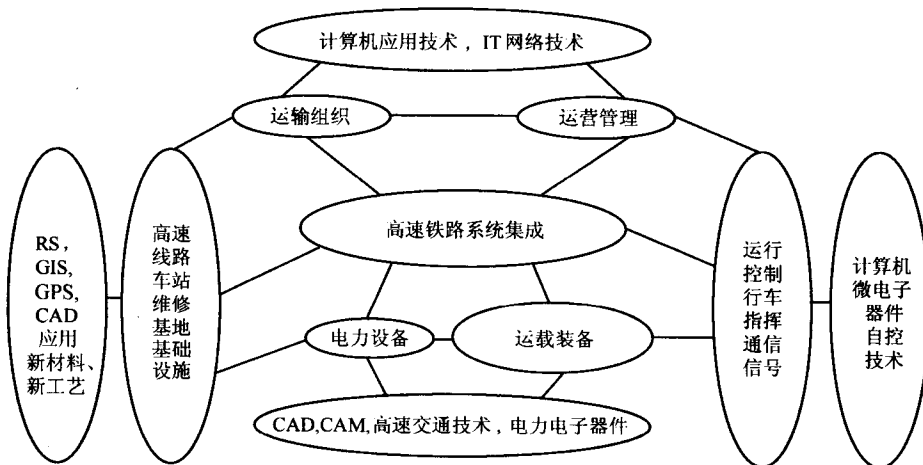 计算机应用技术，IT网络技术
运输组织
运营管理
高速铁路系统集成
RS，
GIS,
GPS,
CAD
应用
新材料、
新工艺
高速
线路
车站
维修
基地
基础
设施
运行
控制
行车
指挥
通信
信号
计算机
微电子
器件
自控
技术
电力设备
运载装备
CAD,CAM,高速交通技术，电力电子器件